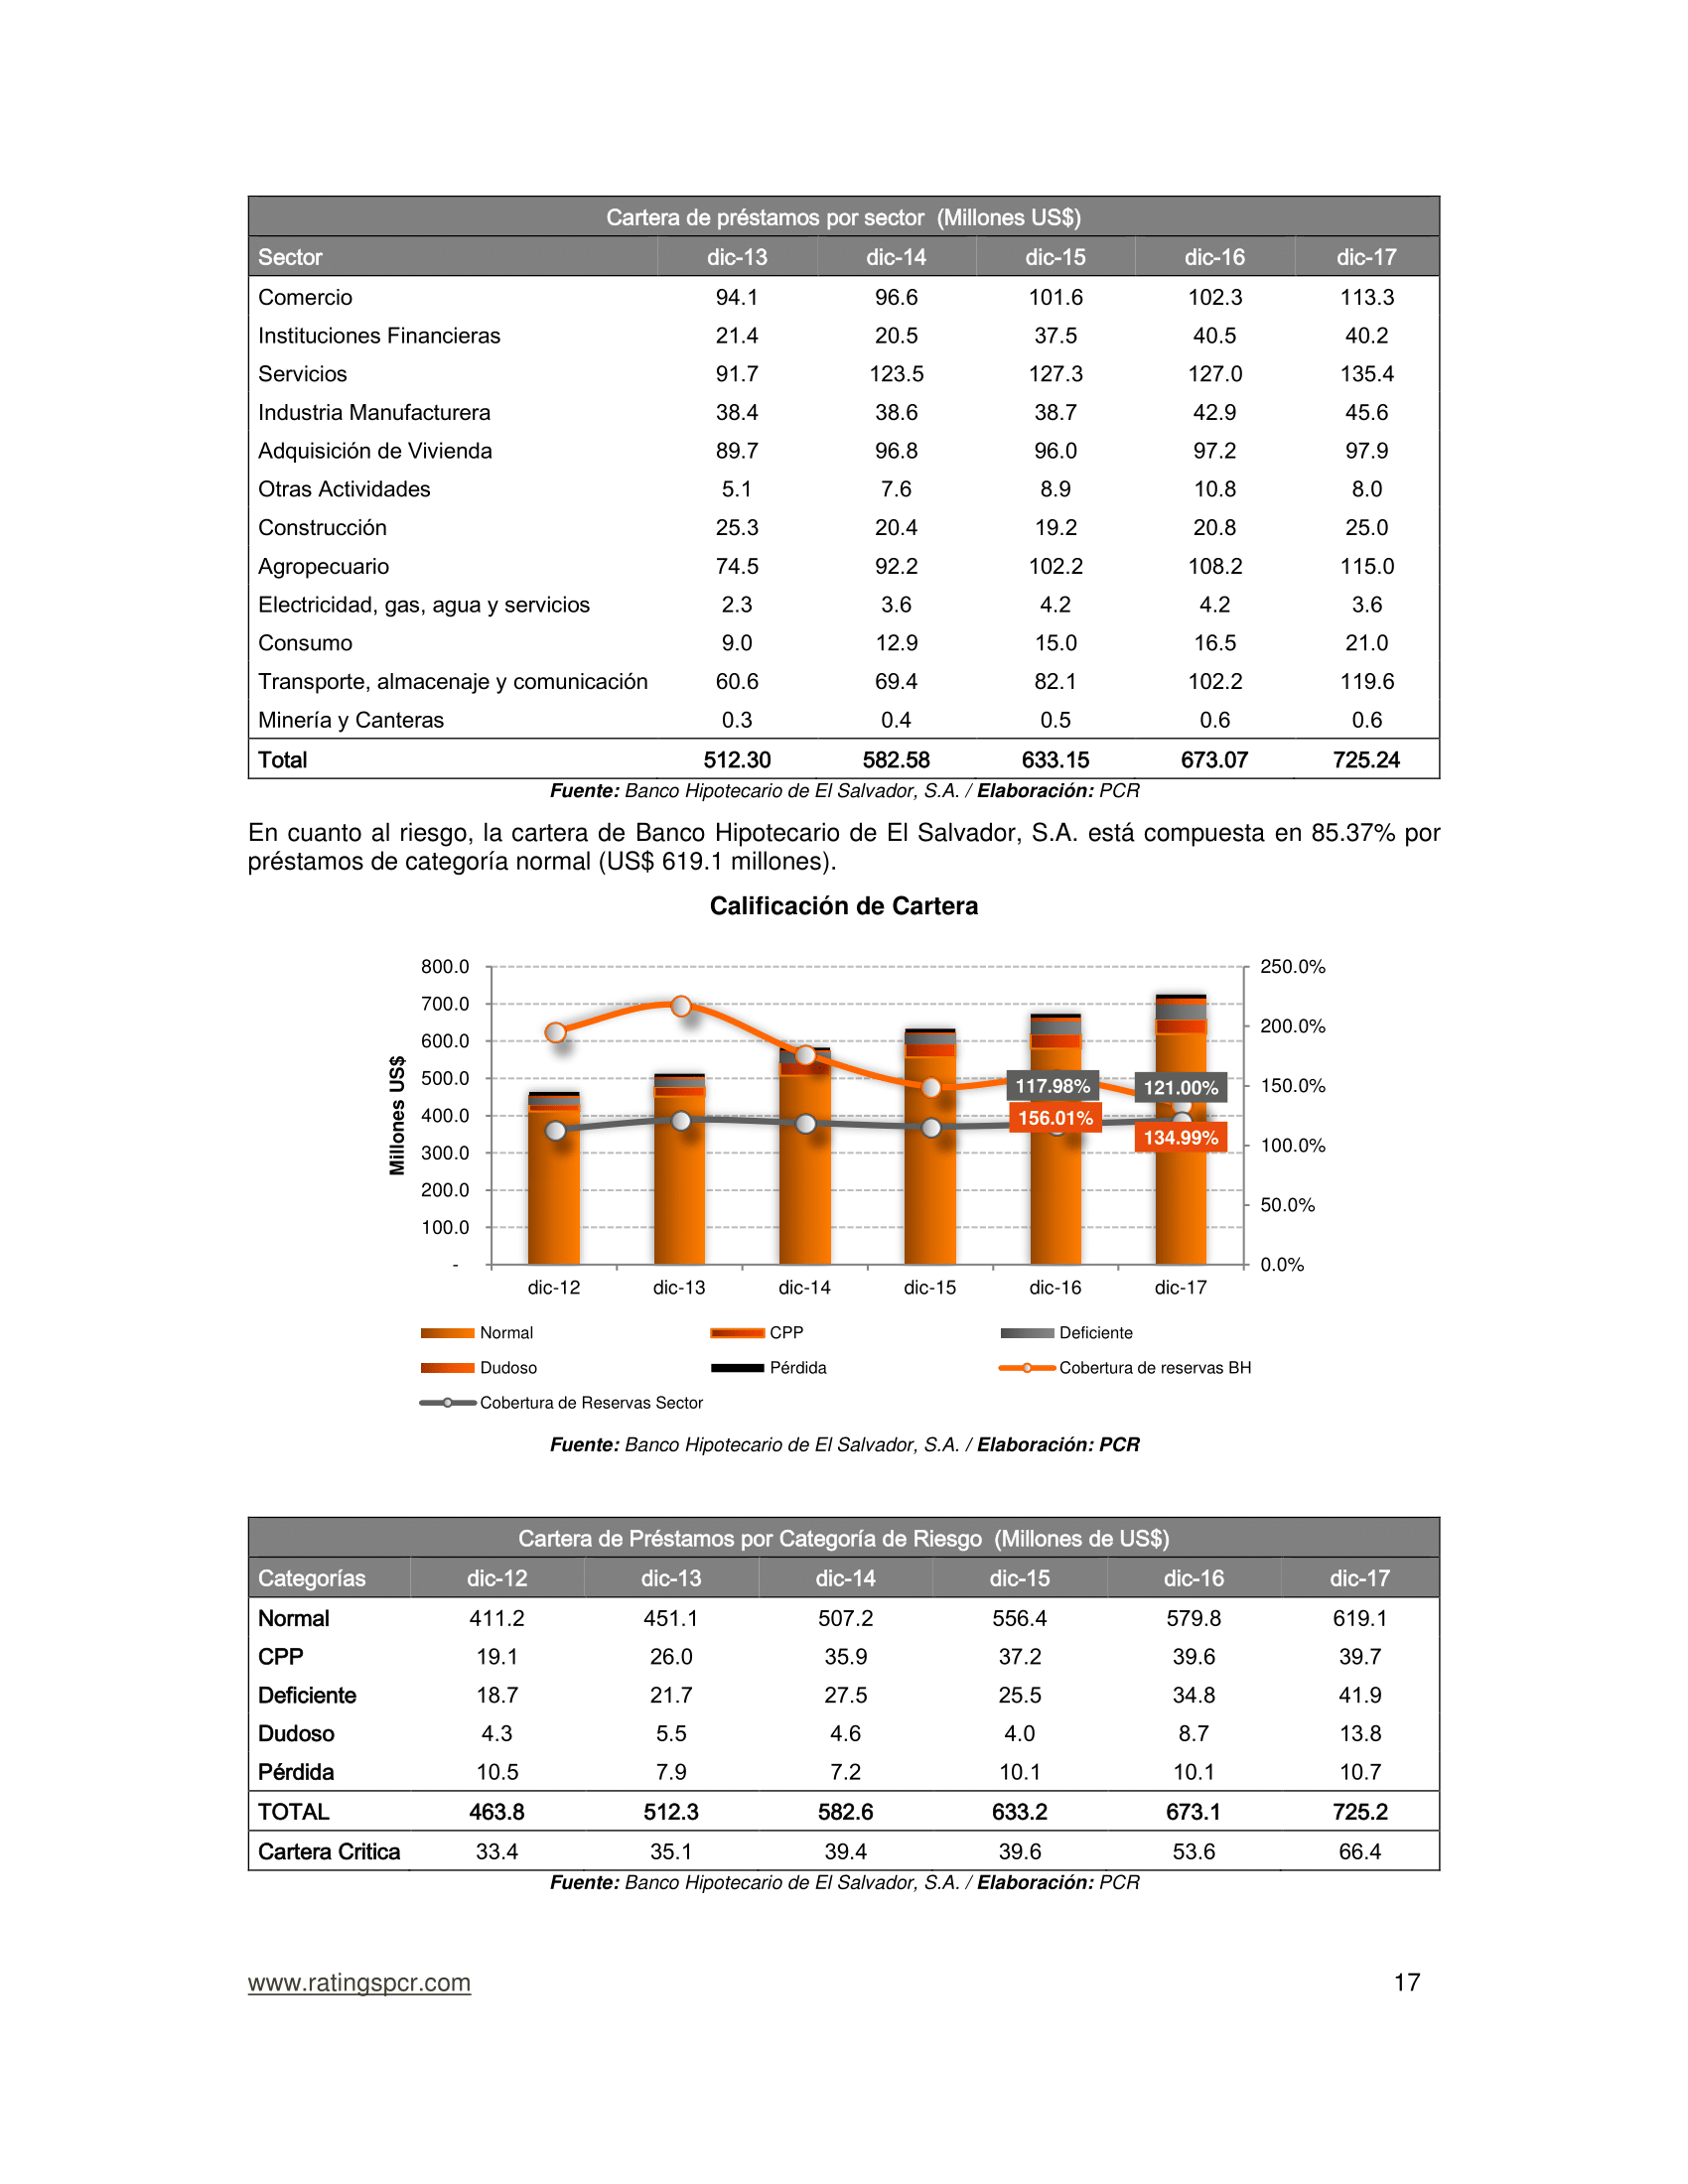 Cartera de préstamos por sector (Millones US$)
Sector dic-13 dic-14 dic-15 dic-16 dic-17
Comercio 94.1 96.6 101.6 102.3 113.3
Instituciones Financieras 21.4 20.5 37.5 40.5 40.2
Servicios 91.7 123.5 127.3 127.0 135.4
Industria Manufacturera 38.4 38.6 38.7 42.9 45.6
Adquisición de Vivienda 89.7 96.8 96.0 97.2 97.9
Otras Actividades 5.1 7.6 8.9 10.8 8.0
Construcción 25.3 20.4 19.2 20.8 25.0
Agropecuario 74.5 92.2 102.2 108.2 115.0
Electricidad, gas, agua y servicios 2.3 3.6 4.2 4.2 3.6
Consumo 9.0 12.9 15.0 16.5 21.0
Transporte, almacenaje y comunicación 60.6 69.4 82.1 102.2 119.6
Minería y Canteras 0.3 0.4 0.5 0.6 0.6
Total 512.30 582.58 633.15 673.07 725.24
Fuente: Banco Hipotecario de El Salvador, S.A. / Elaboración: PCR
En cuanto al riesgo, la cartera de Banco Hipotecario de El Salvador, S.A. está compuesta en 85.37% por
préstamos de categoría normal (US$ 619.1 millones).
Calificación de Cartera
Millones US$
800.0 250.0%
700.0
200.0%
600.0
500.0 117.98% 121.00% 150.0%
400.0 156.01%
134.99% 100.0%
300.0
200.0 50.0%
100.0
- 0.0%
dic-12 dic-13 dic-14 dic-15 dic-16 dic-17
Normal CPP Deficiente
Dudoso Pérdida Cobertura de reservas BH
Cobertura de Reservas Sector
Fuente: Banco Hipotecario de El Salvador, S.A. / Elaboración: PCR
Cartera de Préstamos por Categoría de Riesgo (Millones de US$)
Categorías dic-12 dic-13 dic-14 dic-15 dic-16 dic-17
Normal 411.2 451.1 507.2 556.4 579.8 619.1
CPP 19.1 26.0 35.9 37.2 39.6 39.7
Deficiente 18.7 21.7 27.5 25.5 34.8 41.9
Dudoso 4.3 5.5 4.6 4.0 8.7 13.8
Pérdida 10.5 7.9 7.2 10.1 10.1 10.7
TOTAL 463.8 512.3 582.6 633.2 673.1 725.2
Cartera Critica 33.4 35.1 39.4 39.6 53.6 66.4
Fuente: Banco Hipotecario de El Salvador, S.A. / Elaboración: PCR
www.ratingspcr.com 17